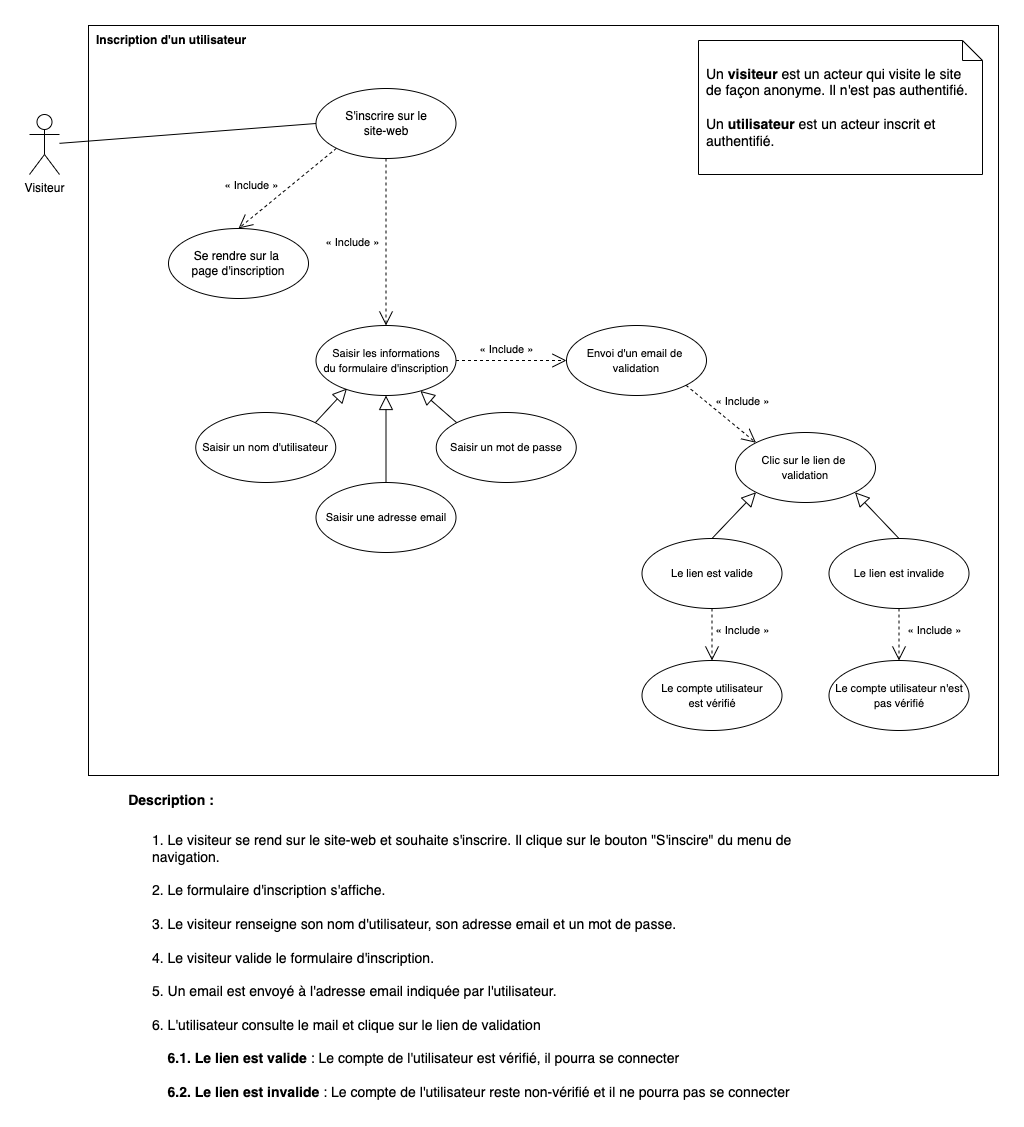 Inscription d'un utilisateur
Un visiteur est un acteur qui visite le site
de façon anonyme. Il n'est pas authentifié.
Un utilisateur est un acteur inscrit et
authentifié.
S'inscrire sur le
site-web
Visiteur
« Include »
Se rendre sur la
page d'inscription
« Include »
Saisir les informations
du formulaire d'inscription
« Include »
Envoi d'un email de
validation
« Include »
Saisir un nom d'utilisateur
Saisir un mot de passe
Saisir une adresse email
Clic sur le lien de
validation
Le lien est valide
Le lien est invalide
« Include »
« Include »
Le compte utilisateur
est vérifié
Le compte utilisateur n'est
pas vérifié
Description :
1. Le visiteur se rend sur le site-web et souhaite s'inscrire. Il clique sur le bouton "S'inscire" du menu de
navigation.
2. Le formulaire d'inscription s'affiche.
3. Le visiteur renseigne son nom d'utilisateur, son adresse email et un mot de passe.
4. Le visiteur valide le formulaire d'inscription.
5. Un email est envoyé à l'adresse email indiquée par l'utilisateur.
6. L'utilisateur consulte le mail et clique sur le lien de validation
6.1. Le lien est valide : Le compte de l'utilisateur est vérifié, il pourra se connecter
6.2. Le lien est invalide : Le compte de l'utilisateur reste non-vérifié et il ne pourra pas se connecter